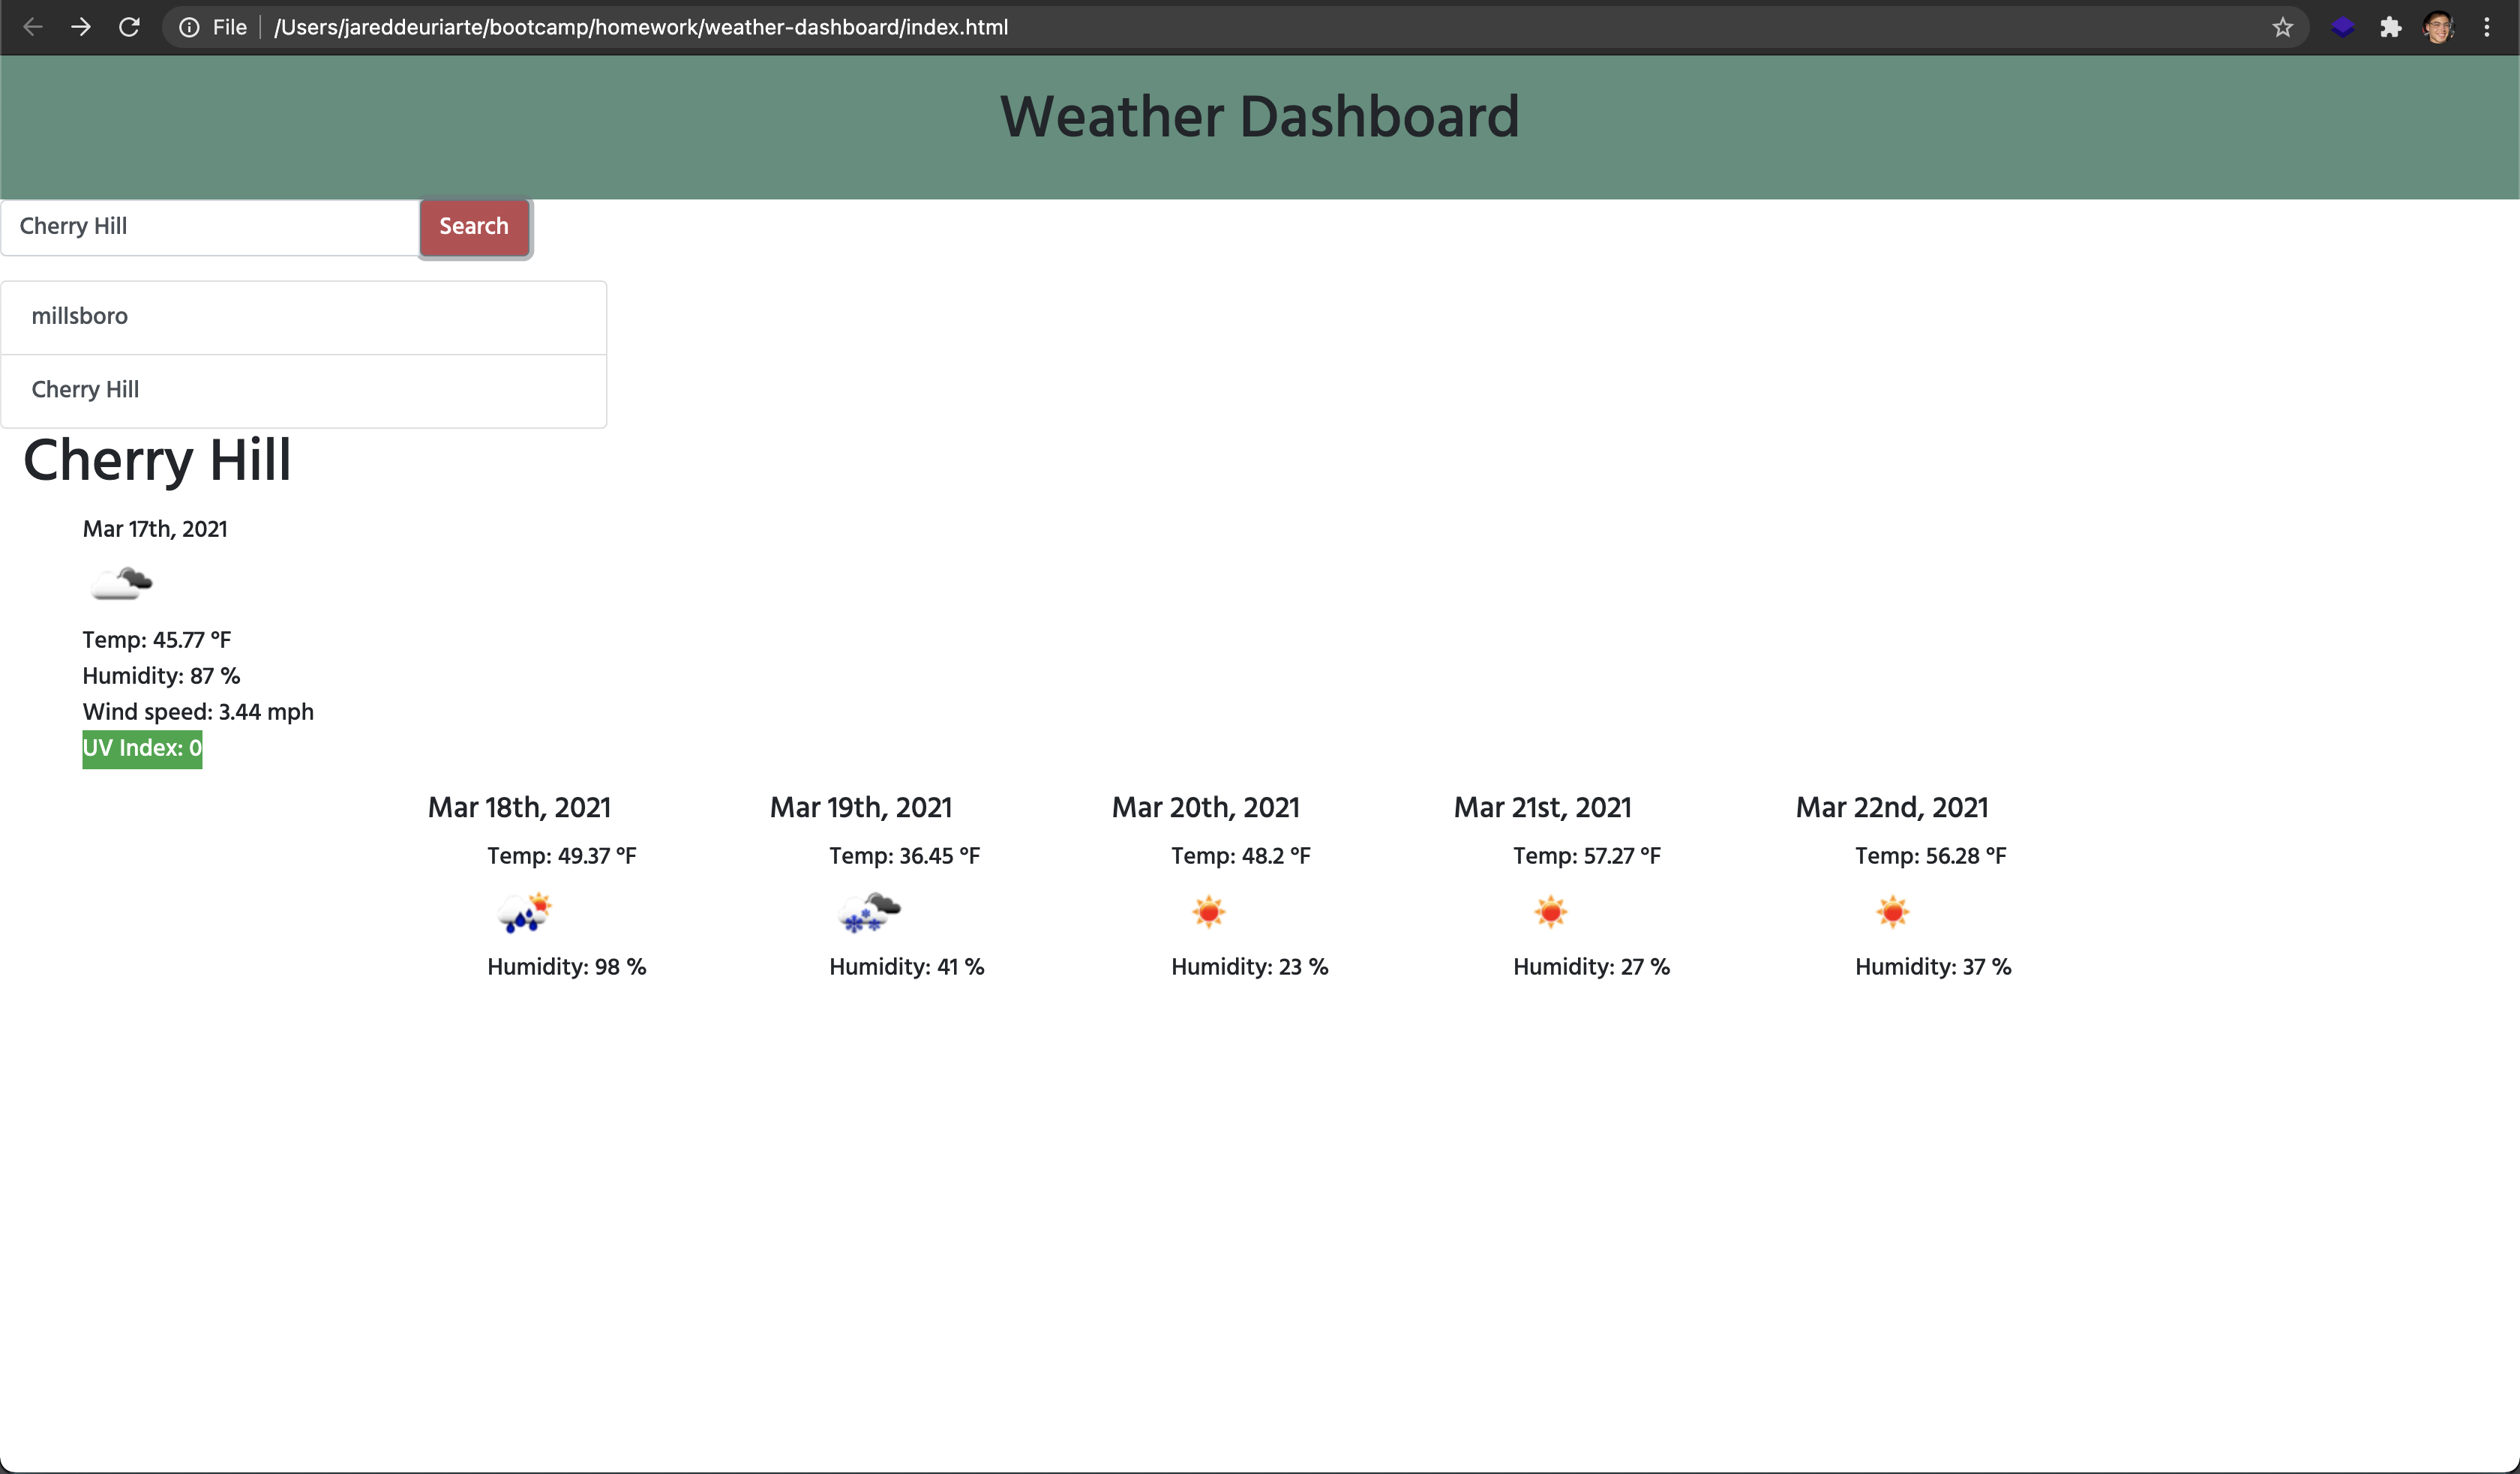 File /Users/jareddeuriarte/bootcamp/homework/weather-dashboard/index.html
Weather Dashboard
Cherry Hill Search
millsboro
Cherry Hill
Cherry Hill
Mar 17th, 2021
Temp: 45.77 °F
Humidity: 87 %
Wind speed: 3.44 mph
UV Index: 0
Mar 18th, 2021 Mar 19th, 2021 Mar 20th, 2021 Mar 21st, 2021 Mar 22nd, 2021
Temp: 49.37 °F Temp: 36.45 °F Temp: 48.2 °F Temp: 57.27 °F Temp: 56.28 °F
Humidity: 98 % Humidity: 41 % Humidity: 23 % Humidity: 27 % Humidity: 37 %